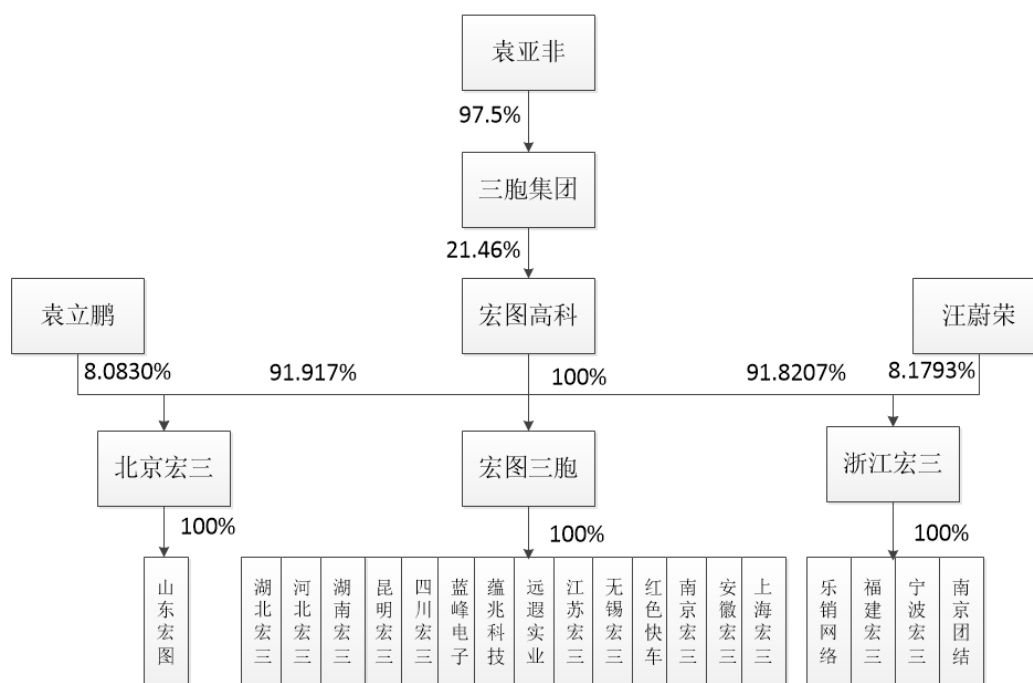 袁亚非
97.5%
三胞集团
21.46%
袁立鹏
宏图高科
汪蔚荣
8.0830%
91.917%
100%
91.8207%
8.1793%
北京宏三
宏图三胞
浙江宏三
100%
100%
100%
山东宏图
湖北宏三
河北宏三
湖南宏三
昆明宏三
四川宏三
蓝峰电子
蕴兆科技
远遐实业
江苏宏三
无锡宏三
红色快车
南京宏三
安徽宏三
上海宏三
乐销网络
福建宏三
宁波宏三
南京团结